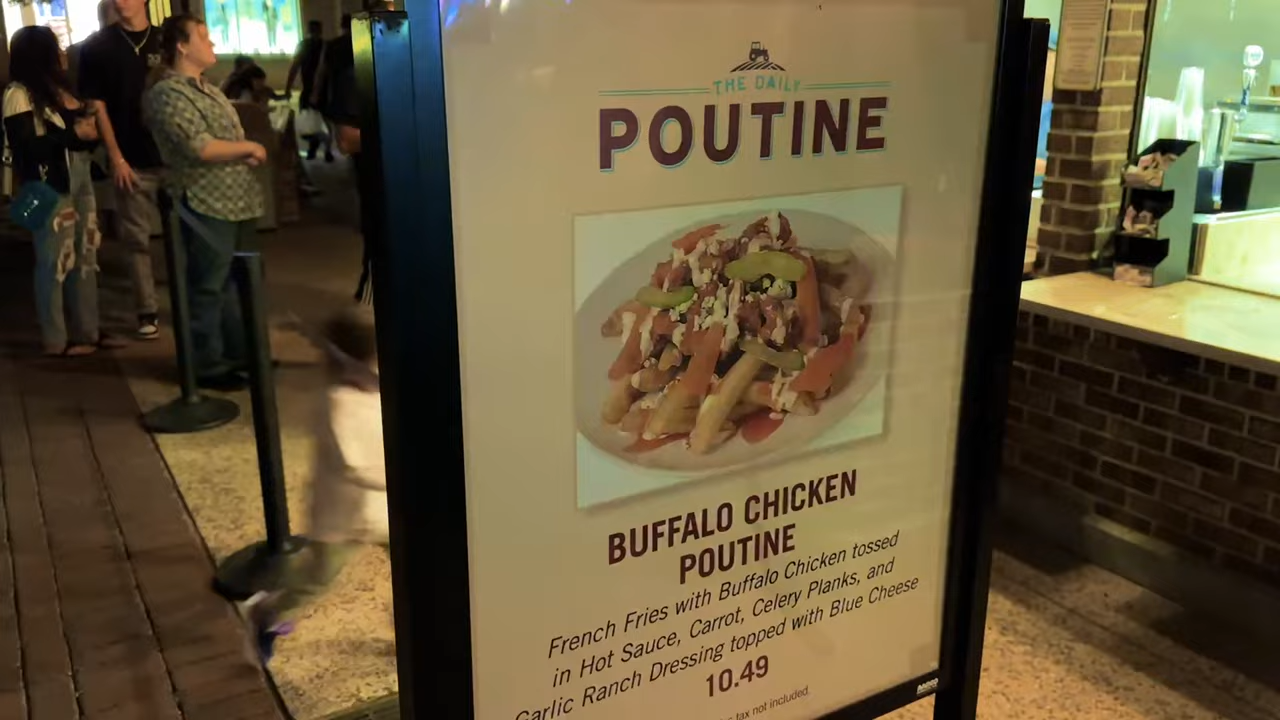 THE DAILY
POUTINE
BUFFALO CHICKEN
POUTINE
French Fries with Buffalo Chicken tossed
in Hot Sauce, Carrot, Celery Planks, and
Garlic Ranch Dressing topped with Blue Cheese
10.49
tax not included.